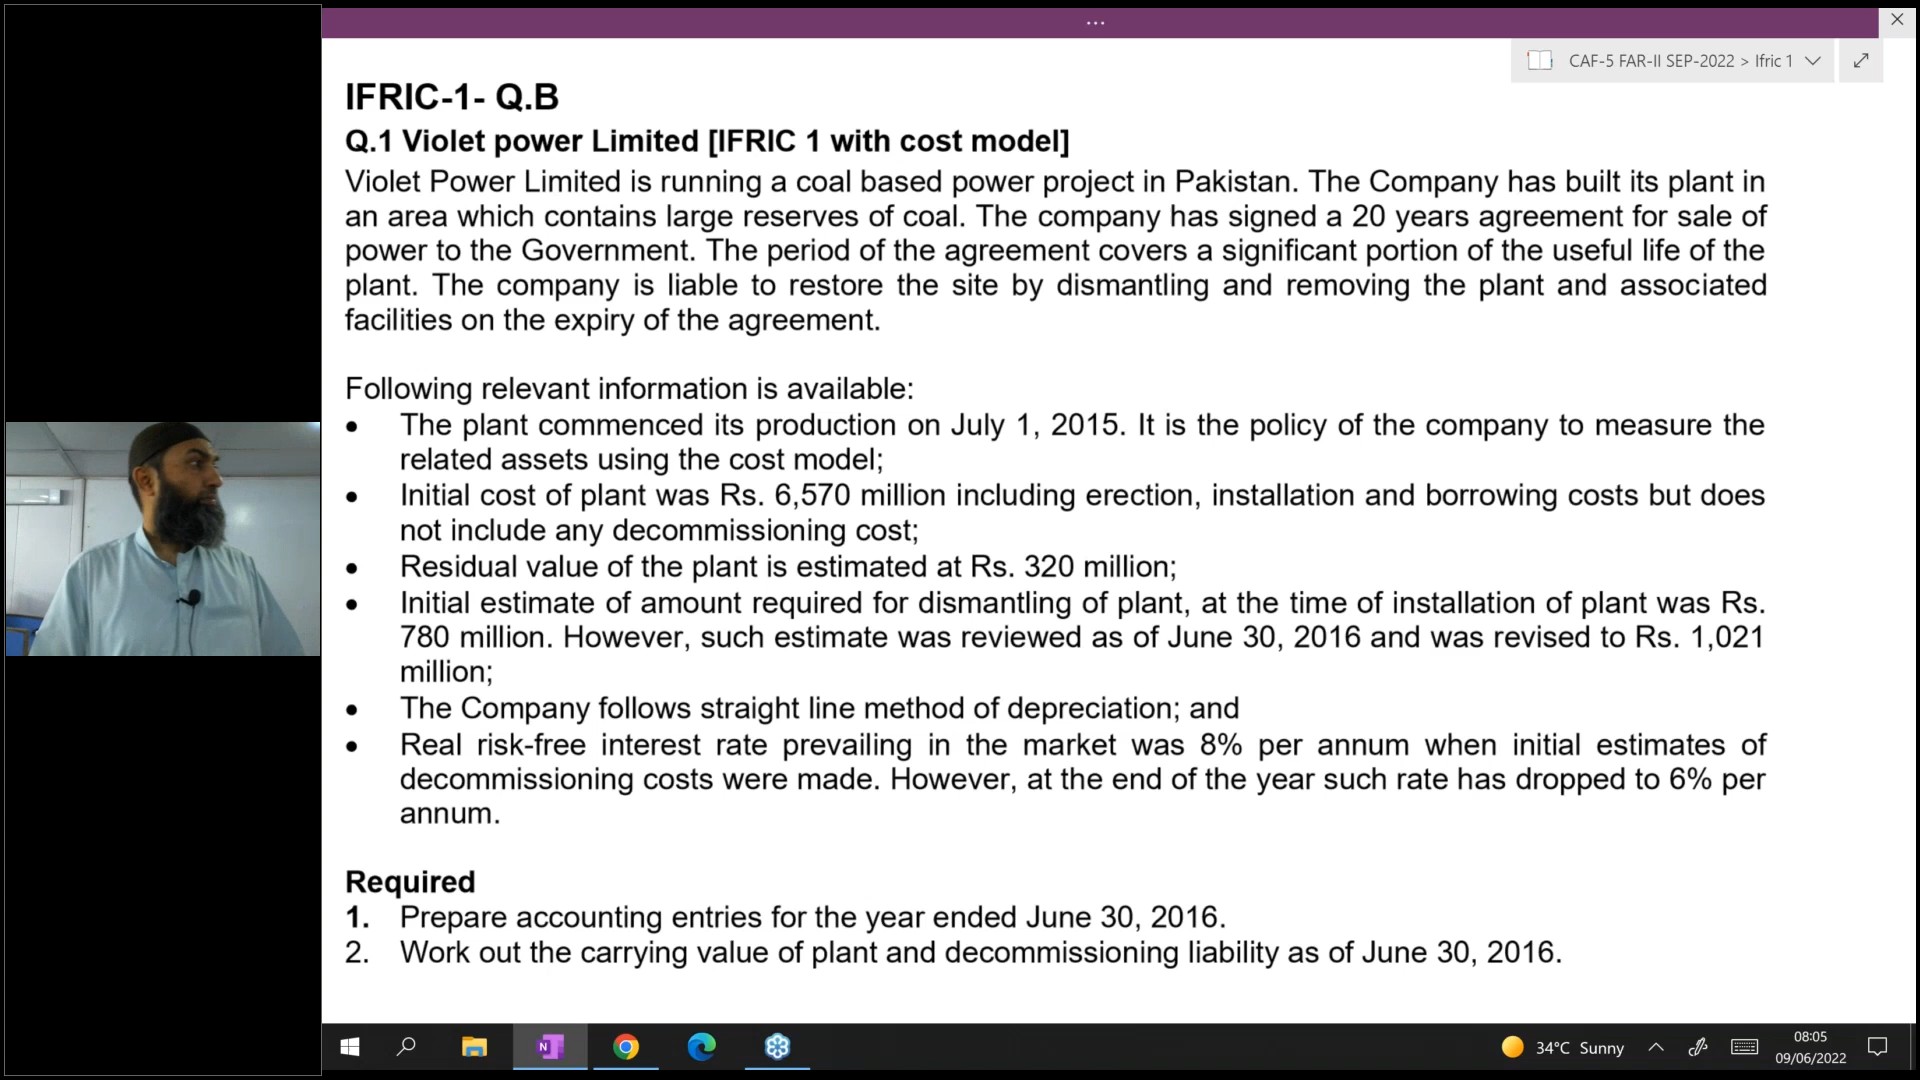 ...
CAF-5 FAR-II SEP-2022 > Ifric 1
IFRIC-1- Q.B
Q.1 Violet power Limited [IFRIC 1 with cost model]
Violet Power Limited is running a coal based power project in Pakistan. The Company has built its plant in
an area which contains large reserves of coal. The company has signed a 20 years agreement for sale of
power to the Government. The period of the agreement covers a significant portion of the useful life of the
plant. The company is liable to restore the site by dismantling and removing the plant and associated
facilities on the expiry of the agreement.
Following relevant information is available:
• The plant commenced its production on July 1, 2015. It is the policy of the company to measure the
related assets using the cost model;
• Initial cost of plant was Rs. 6,570 million including erection, installation and borrowing costs but does
not include any decommissioning cost;
• Residual value of the plant is estimated at Rs. 320 million;
• Initial estimate of amount required for dismantling of plant, at the time of installation of plant was Rs.
780 million. However, such estimate was reviewed as of June 30, 2016 and was revised to Rs. 1,021
million;
• The Company follows straight line method of depreciation; and
• Real risk-free interest rate prevailing in the market was 8% per annum when initial estimates of
decommissioning costs were made. However, at the end of the year such rate has dropped to 6% per
annum.
Required
1. Prepare accounting entries for the year ended June 30, 2016.
2. Work out the carrying value of plant and decommissioning liability as of June 30, 2016.
34°C Sunny
08:05
09/06/2022